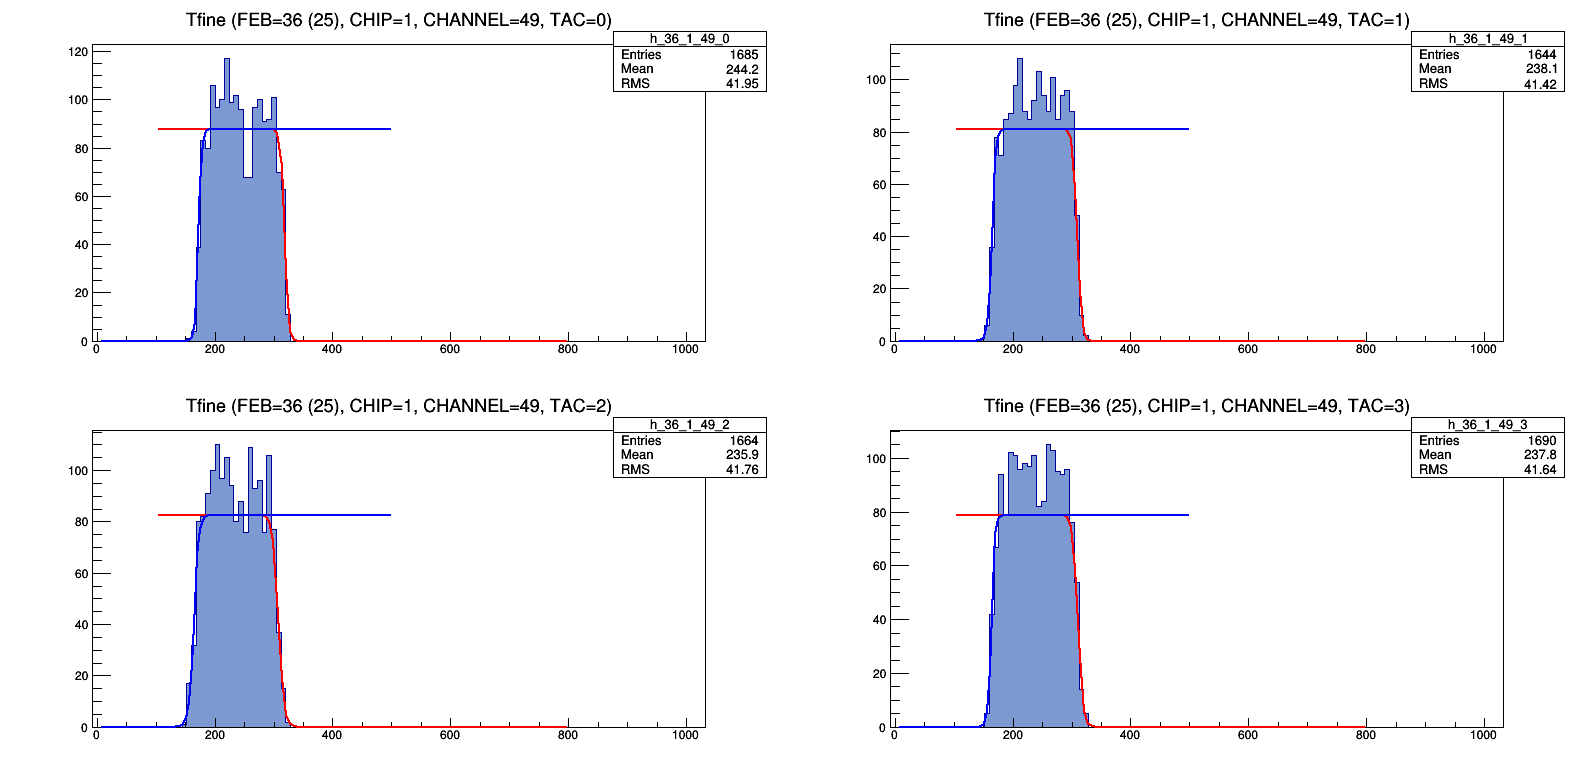 Tfine (FEB=36 (25), CHIP=1, CHANNEL=49, TAC=0)
h_36_1_49_0
Entries 1685
Mean 244.2
RMS 41.95
120
100
80
60
40
20
0
0 200 400 600 800 1000
Tfine (FEB=36 (25), CHIP=1, CHANNEL=49, TAC=1)
h_36_1_49_1
Entries 1644
Mean 238.1
RMS 41.42
100
80
60
40
20
0
0 200 400 600 800 1000
Tfine (FEB=36 (25), CHIP=1, CHANNEL=49, TAC=2)
h_36_1_49_2
Entries 1664
Mean 235.9
RMS 41.76
100
80
60
40
20
0
0 200 400 600 800 1000
Tfine (FEB=36 (25), CHIP=1, CHANNEL=49, TAC=3)
h_36_1_49_3
Entries 1690
Mean 237.8
RMS 41.64
100
80
60
40
20
0
0 200 400 600 800 1000